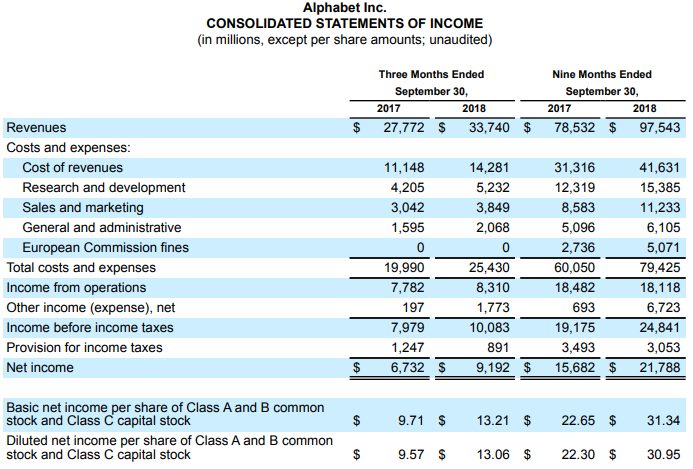 Alphabet Inc.
CONSOLIDATED STATEMENTS OF INCOME
(in millions, except per share amounts; unaudited)
Three Months Ended Nine Months Ended
September 30, September 30,
2017 2018 2017 2018
Revenues $ 27,772 $ 33,740 $ 78,532 $ 97,543
Costs and expenses:
Cost of revenues 11,148 14,281 31,316 41,631
Research and development 4,205 5,232 12,319 15,385
Sales and marketing 3,042 3,849 8,583 11,233
General and administrative 1,595 2,068 5,096 6,105
European Commission fines 0 0 2,736 5,071
Total costs and expenses 19,990 25,430 60,050 79,425
Income from operations 7,782 8,310 18,482 18,118
Other income (expense), net 197 1,773 693 6,723
Income before income taxes 7,979 10,083 19,175 24,841
Provision for income taxes 1,247 891 3,493 3,053
Net income $ 6,732 $ 9,192 $ 15,682 $ 21,788
Basic net income per share of Class A and B common
stock and Class C capital stock $ 9.71 $ 13.21 $ 22.65 $ 31.34
Diluted net income per share of Class A and B common
stock and Class C capital stock $ 9.57 $ 13.06 $ 22.30 $ 30.95